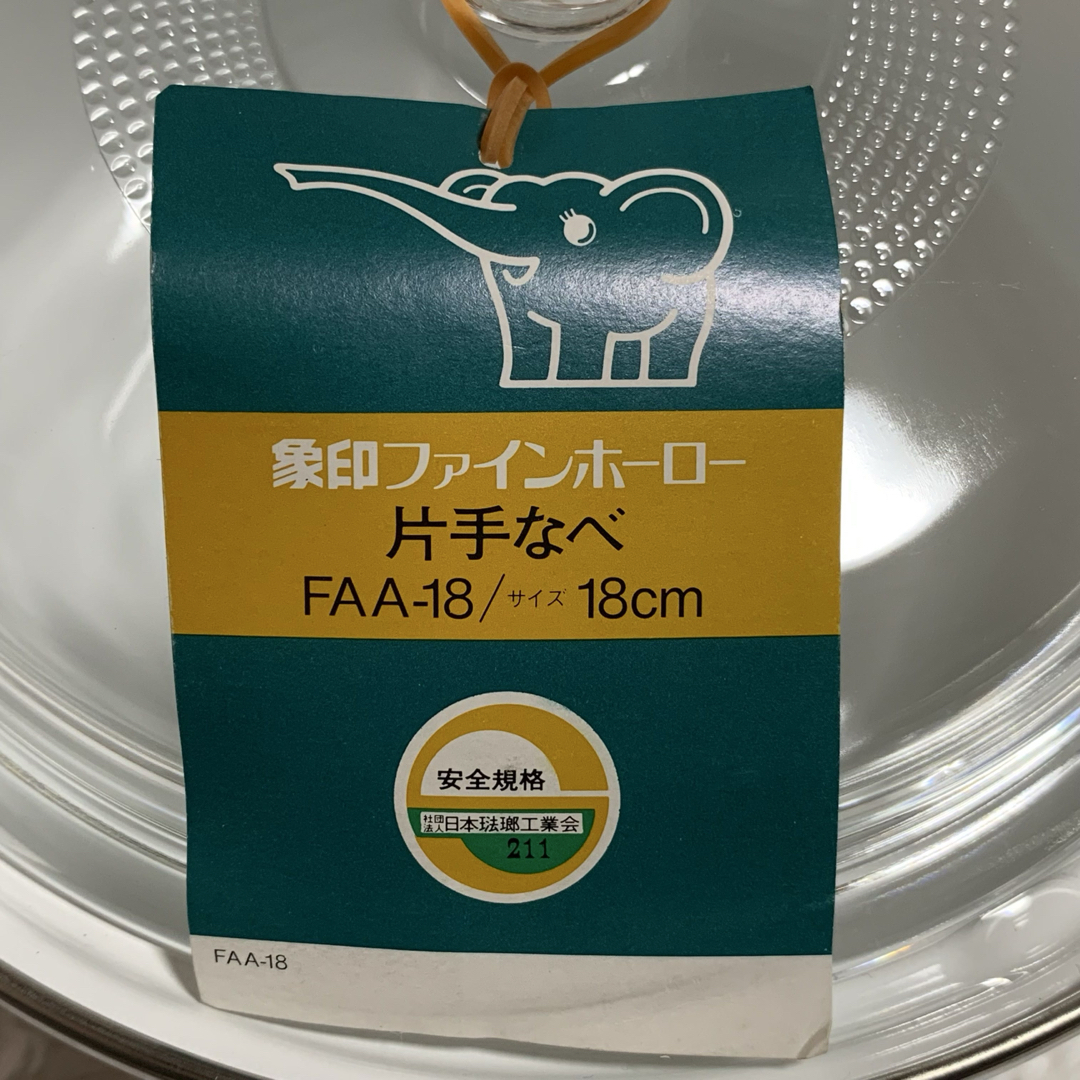 象印ファインホーロー
片手なべ
FAA-18/サイズ 18cm
安全規格
社団法人日本琺瑯工業会
211
FAA-18